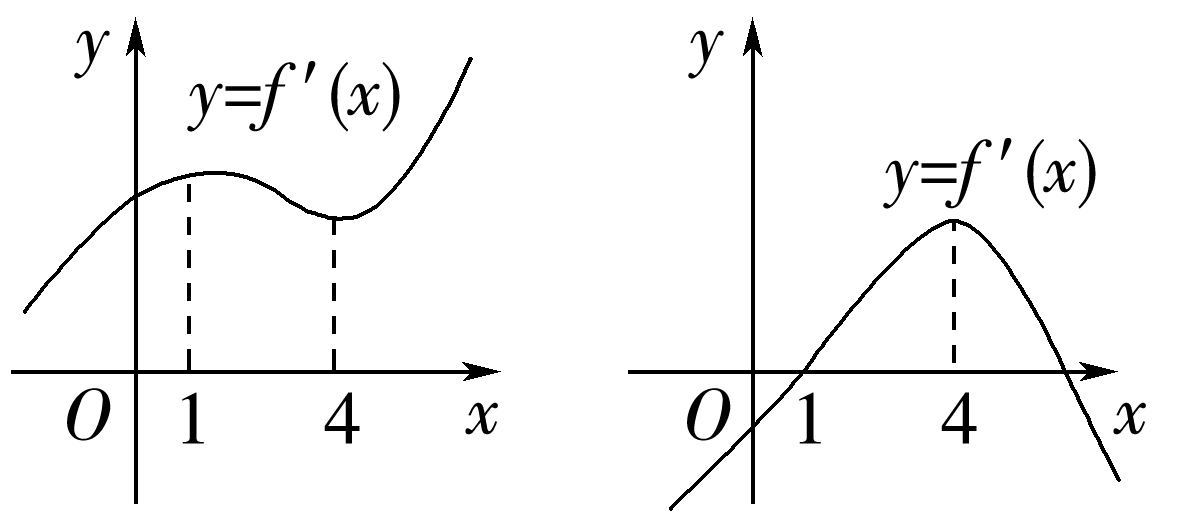 y
y=f ′(x)
O 1 4 x
y
y=f ′(x)
O 1 4 x